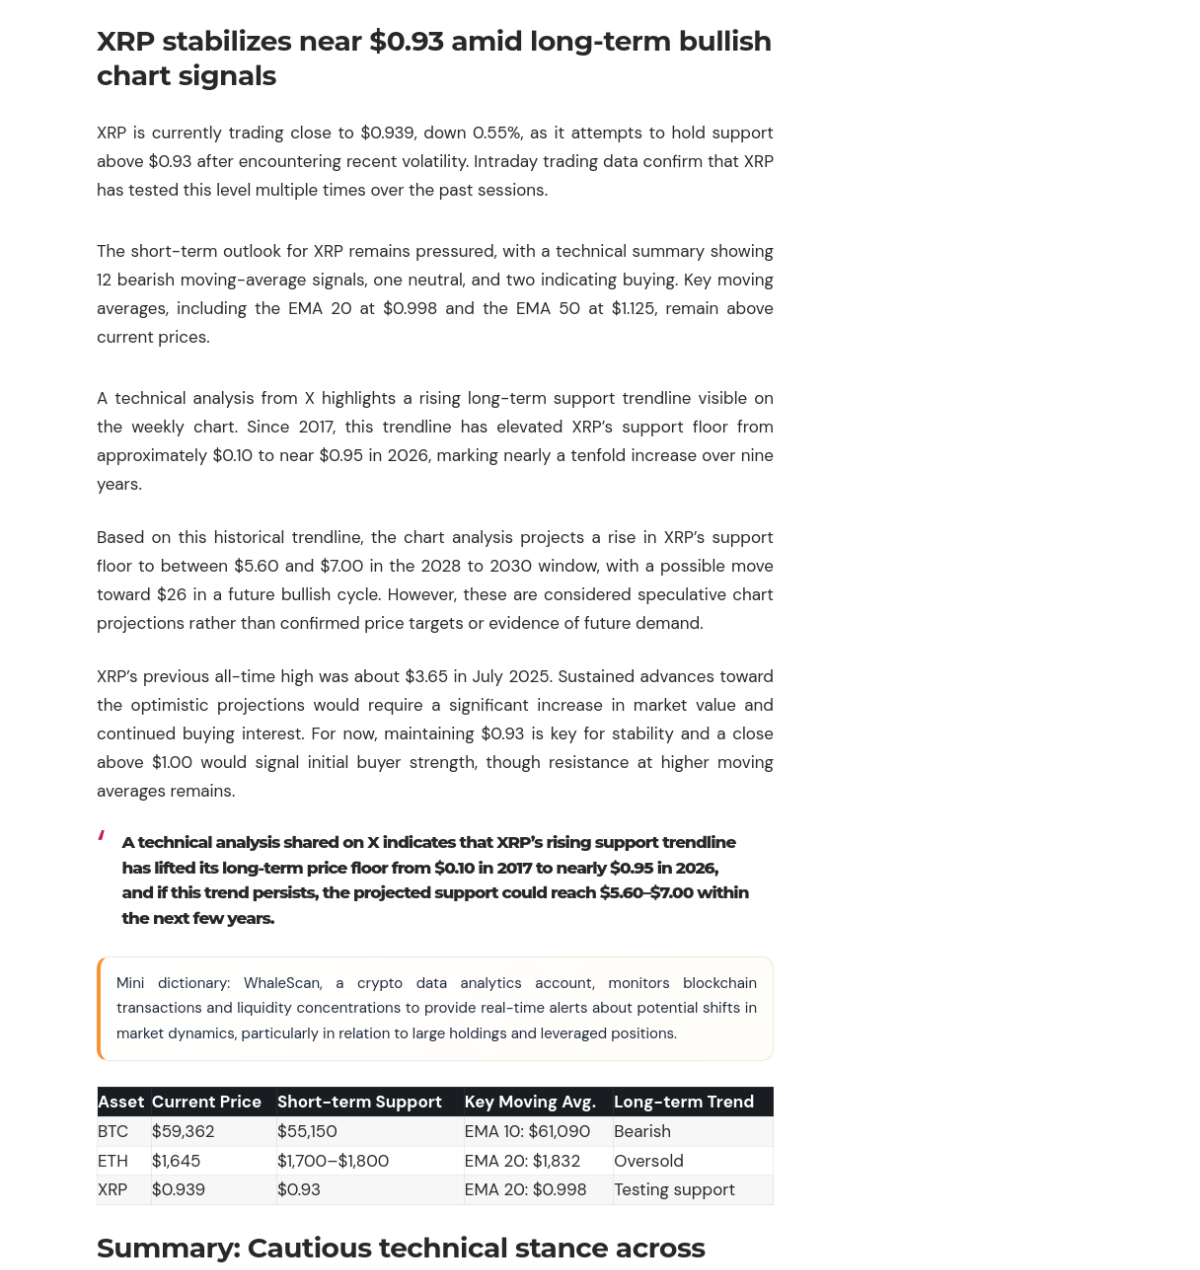 XRP stabilizes near $0.93 amid long-term bullish
chart signals
XRP is currently trading close to $0.939, down 0.55%, as it attempts to hold support
above $0.93 after encountering recent volatility. Intraday trading data confirm that XRP
has tested this level multiple times over the past sessions.
The short-term outlook for XRP remains pressured, with a technical summary showing
12 bearish moving-average signals, one neutral, and two indicating buying. Key moving
averages, including the EMA 20 at $0.998 and the EMA 50 at $1.125, remain above
current prices.
A technical analysis from X highlights a rising long-term support trendline visible on
the weekly chart. Since 2017, this trendline has elevated XRP’s support floor from
approximately $0.10 to near $0.95 in 2026, marking nearly a tenfold increase over nine
years.
Based on this historical trendline, the chart analysis projects a rise in XRP’s support
floor to between $5.60 and $7.00 in the 2028 to 2030 window, with a possible move
toward $26 in a future bullish cycle. However, these are considered speculative chart
projections rather than confirmed price targets or evidence of future demand.
XRP’s previous all-time high was about $3.65 in July 2025. Sustained advances toward
the optimistic projections would require a significant increase in market value and
continued buying interest. For now, maintaining $0.93 is key for stability and a close
above $1.00 would signal initial buyer strength, though resistance at higher moving
averages remains.
A technical analysis shared on X indicates that XRP’s rising support trendline
has lifted its long-term price floor from $0.10 in 2017 to nearly $0.95 in 2026,
and if this trend persists, the projected support could reach $5.60–$7.00 within
the next few years.
Mini dictionary: WhaleScan, a crypto data analytics account, monitors blockchain
transactions and liquidity concentrations to provide real-time alerts about potential shifts in
market dynamics, particularly in relation to large holdings and leveraged positions.
Asset Current Price Short-term Support Key Moving Avg. Long-term Trend
BTC $59,362 $55,150 EMA 10: $61,090 Bearish
ETH $1,645 $1,700–$1,800 EMA 20: $1,832 Oversold
XRP $0.939 $0.93 EMA 20: $0.998 Testing support
Summary: Cautious technical stance across